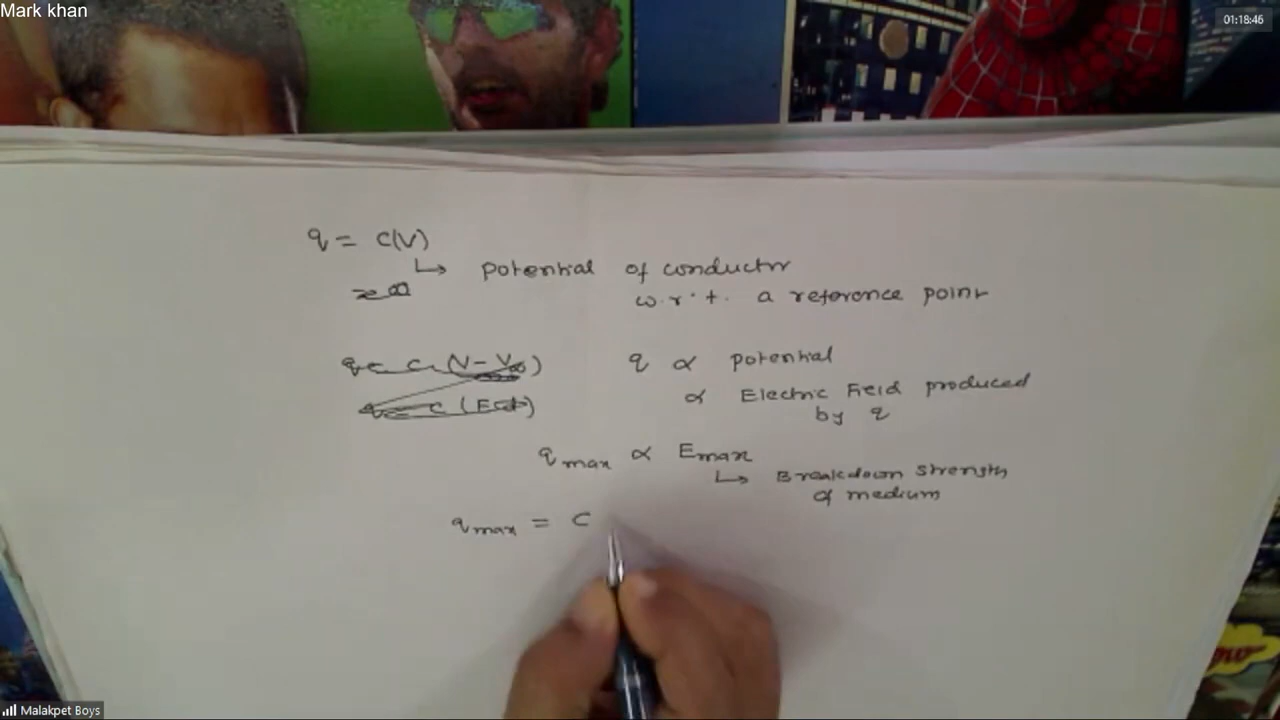 Mark khan
01:18:46
q = C(V)
↳ potential of conductor
w.r.t. a reference point
q = C (V - V∞) q ∝ potential
∝ Electric Field produced
by q
q max ∝ Emax
↳ Breakdown strength
of medium
q max = C
Malakpet Boys